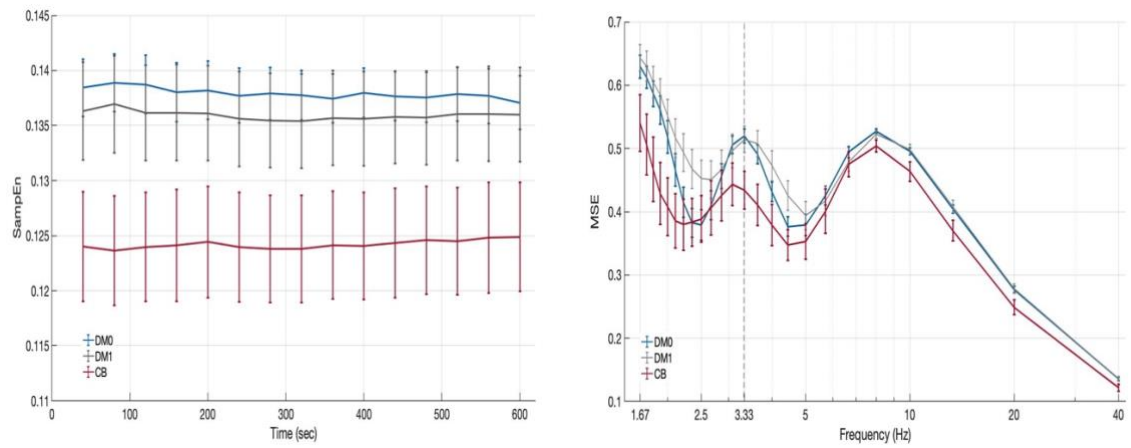 0.145
0.14
0.135
0.13
0.125
0.12
0.115
0.11
SampEn
DM0
DM1
CB
0 100 200 300 400 500 600
Time (sec)
0.7
0.6
0.5
0.4
0.3
0.2
0.1
MSE
DM0
DM1
CB
1.67 2.5 3.33 5 10 20 40
Frequency (Hz)